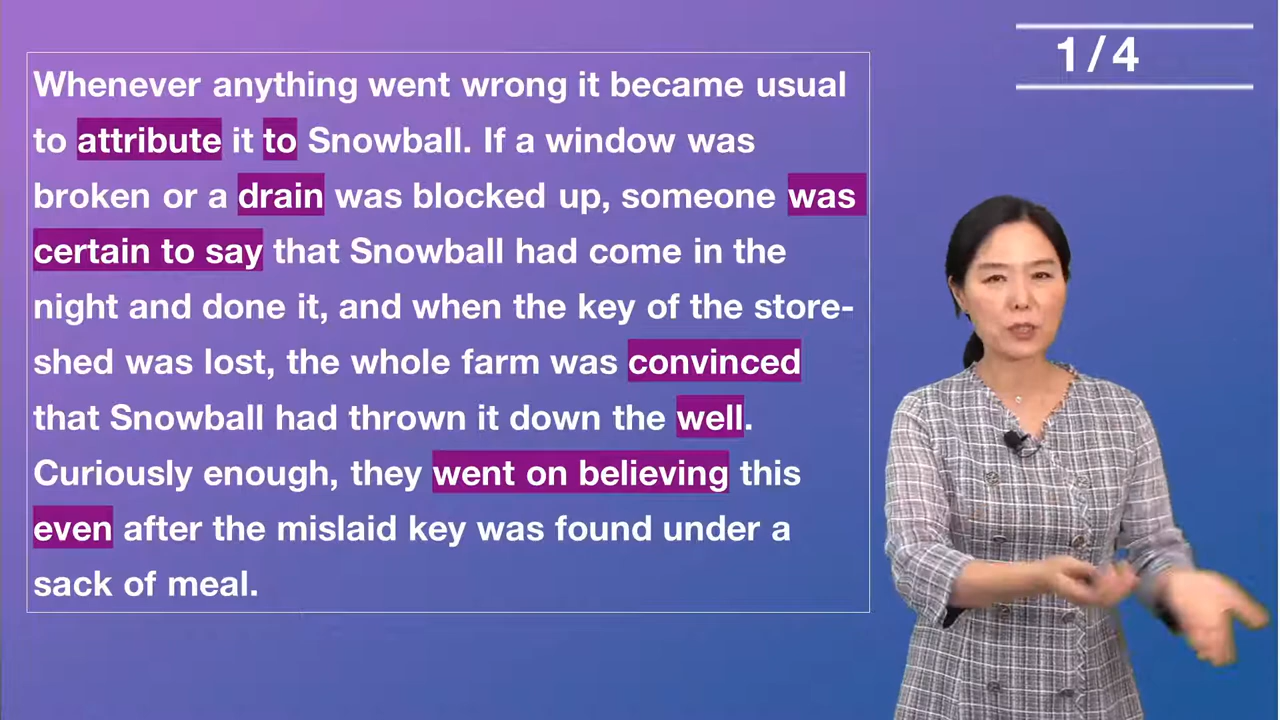 1/4
Whenever anything went wrong it became usual
to attribute it to Snowball. If a window was
broken or a drain was blocked up, someone was
certain to say that Snowball had come in the
night and done it, and when the key of the store-
shed was lost, the whole farm was convinced
that Snowball had thrown it down the well.
Curiously enough, they went on believing this
even after the mislaid key was found under a
sack of meal.